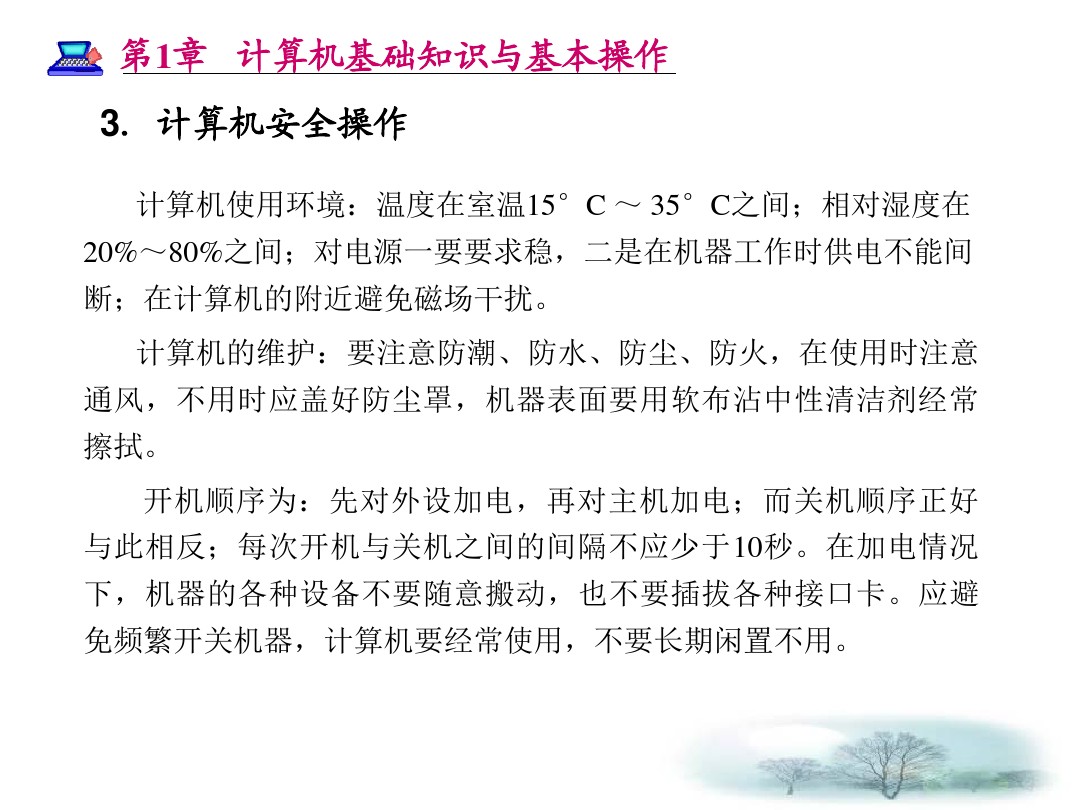 第1章 计算机基础知识与基本操作
3. 计算机安全操作
计算机使用环境：温度在室温15°C～35°C之间；相对湿度在
20%～80%之间；对电源一要要求稳，二是在机器工作时供电不能间
断；在计算机的附近避免磁场干扰。
计算机的维护：要注意防潮、防水、防尘、防火，在使用时注意
通风，不用时应盖好防尘罩，机器表面要用软布沾中性清洁剂经常
擦拭。
开机顺序为：先对外设加电，再对主机加电；而关机顺序正好
与此相反；每次开机与关机之间的间隔不应少于10秒。在加电情况
下，机器的各种设备不要随意搬动，也不要插拔各种接口卡。应避
免频繁开关机器，计算机要经常使用，不要长期闲置不用。